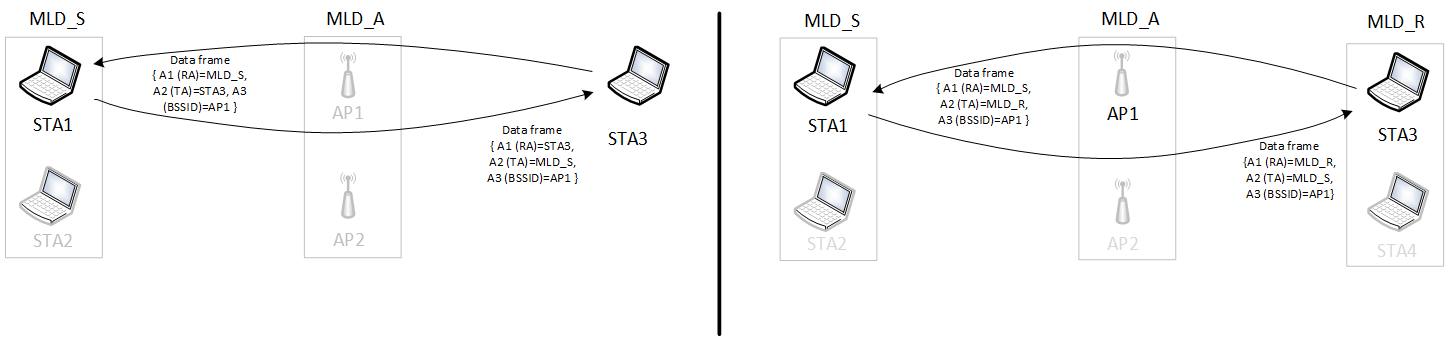 MLD_S
MLD_A
Data frame
{ A1 (RA)=MLD_S,
A2 (TA)=STA3, A3
(BSSID)=AP1 }
STA1
AP1
STA3
Data frame
{ A1 (RA)=STA3,
A2 (TA)=MLD_S,
A3 (BSSID)=AP1 }
STA2
AP2
MLD_S
MLD_A
MLD_R
Data frame
{ A1 (RA)=MLD_S,
A2 (TA)=MLD_R,
A3 (BSSID)=AP1 }
STA1
AP1
STA3
Data frame
{A1 (RA)=MLD_R,
A2 (TA)=MLD_S,
A3 (BSSID)=AP1}
STA2
AP2
STA4